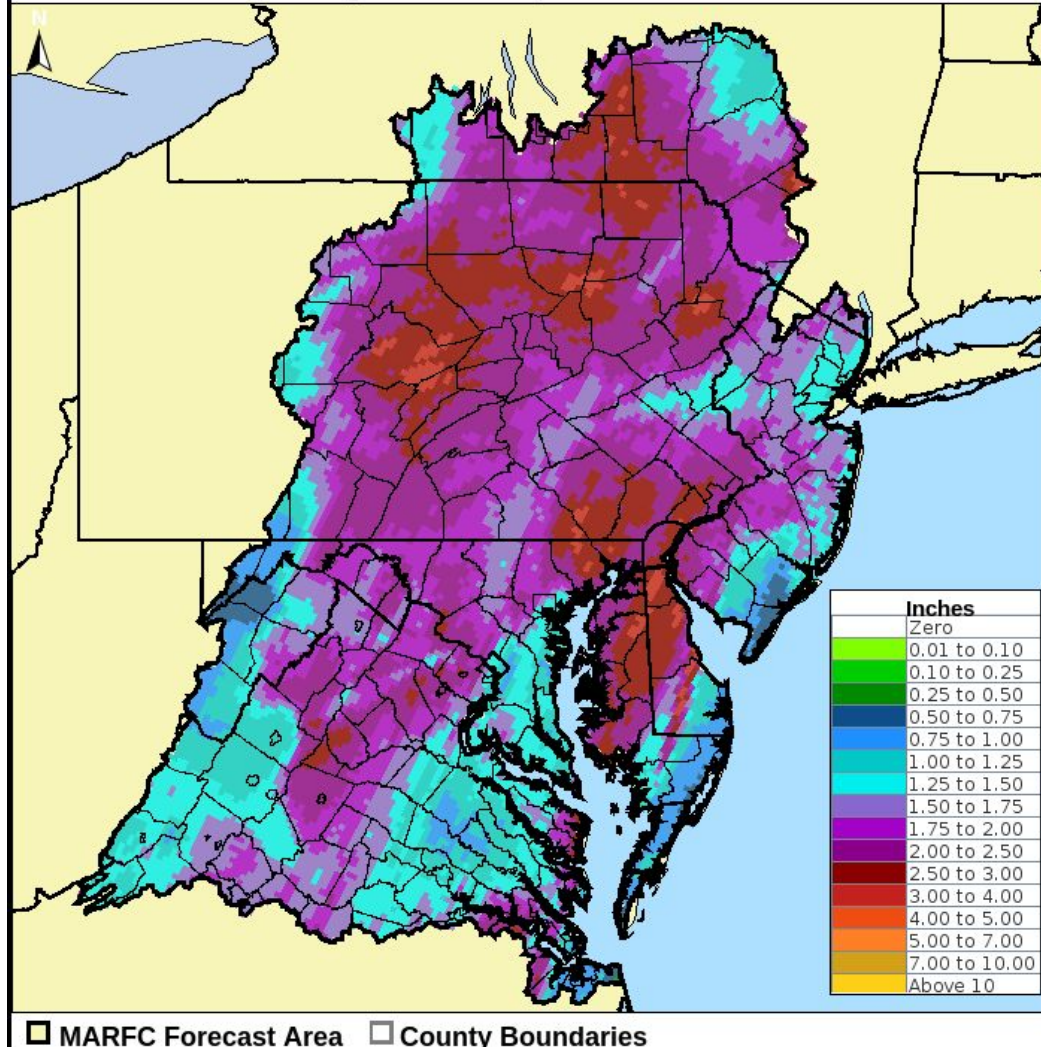 N
Inches
Zero
0.01 to 0.10
0.10 to 0.25
0.25 to 0.50
0.50 to 0.75
0.75 to 1.00
1.00 to 1.25
1.25 to 1.50
1.50 to 1.75
1.75 to 2.00
2.00 to 2.50
2.50 to 3.00
3.00 to 4.00
4.00 to 5.00
5.00 to 7.00
7.00 to 10.00
Above 10
MARFC Forecast Area County Boundaries